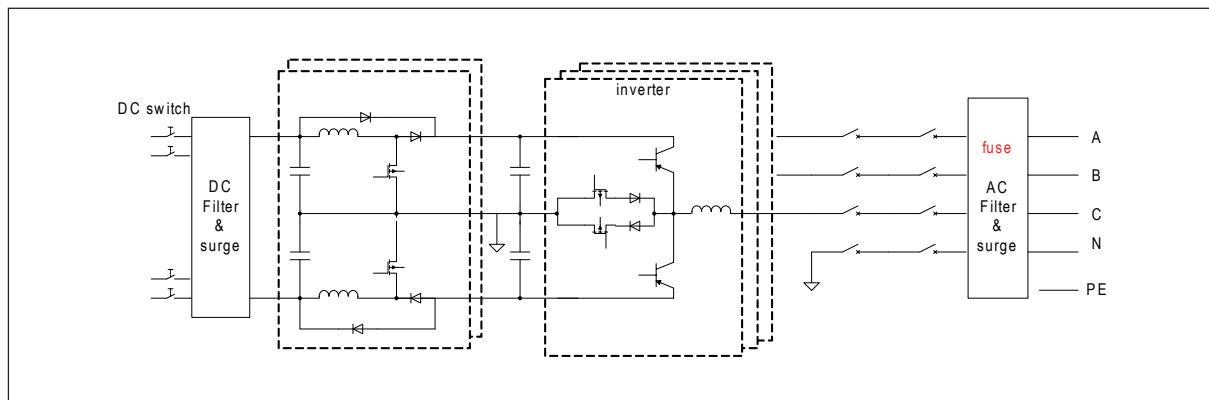 inverter
DC switch
DC
Filter
&
surge
fuse
AC
Filter
&
surge
A
B
C
N
PE